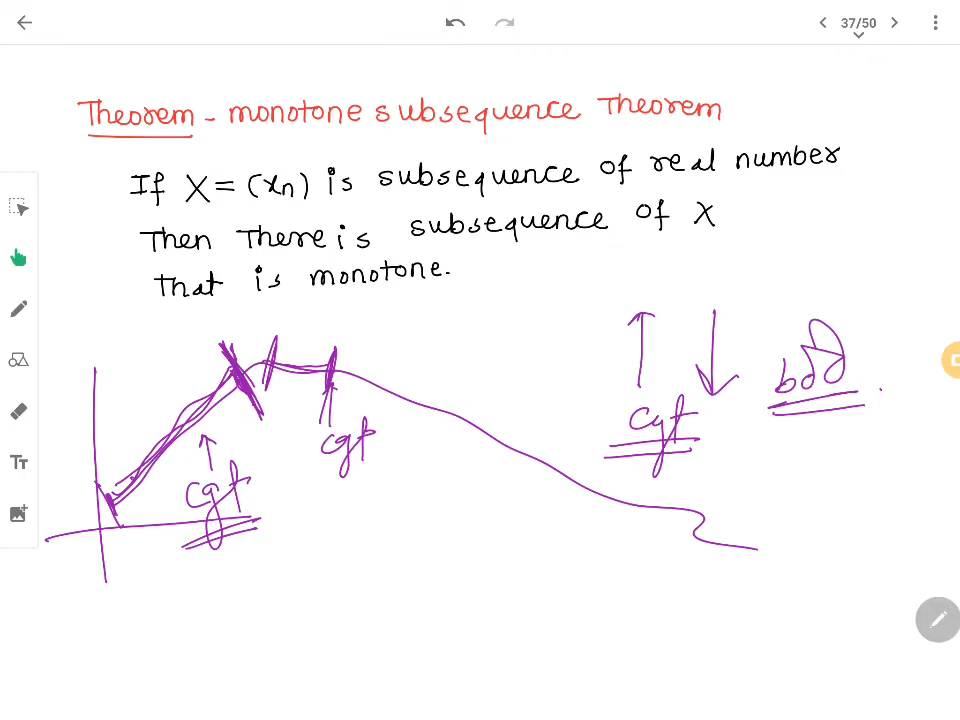 37/50
Theorem - monotone subsequence Theorem
If X = (xn) is subsequence of real number
Then there is subsequence of X
That is monotone.
bdd
cgt
cgt
cgt
Tт